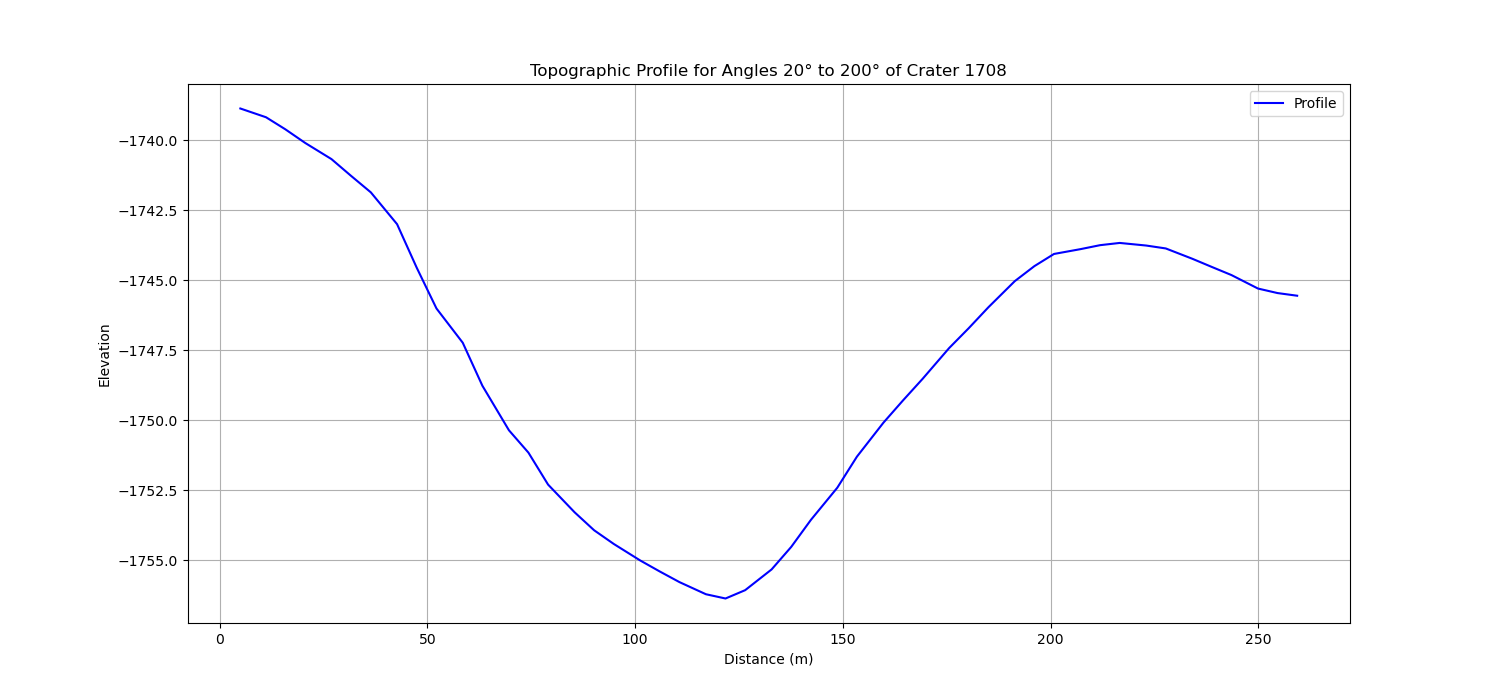 Topographic Profile for Angles 20° to 200° of Crater 1708
Profile
Elevation
−1740.0
−1742.5
−1745.0
−1747.5
−1750.0
−1752.5
−1755.0
0 50 100 150 200 250
Distance (m)